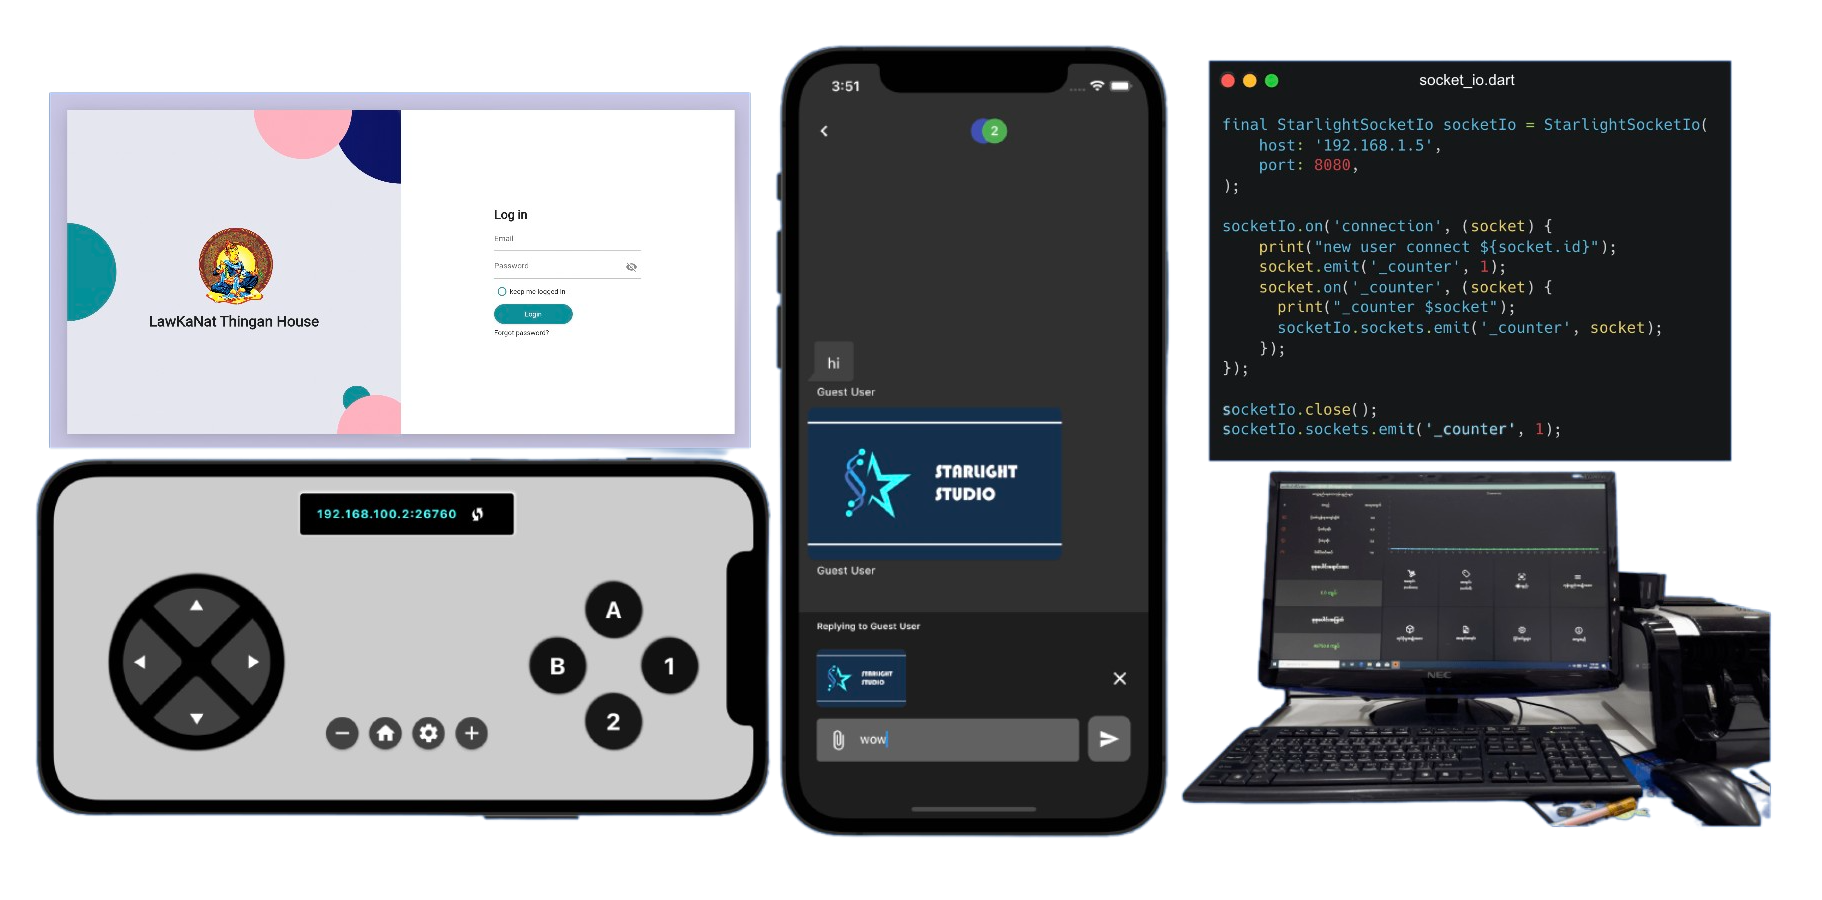 Log in
Email
Password
keep me logged in
Login
Forgot password?
LawKaNat Thingan House
192.168.100.2:26760
A
B
1
2
3:51
2
hi
Guest User
STARLIGHT
STUDIO
Guest User
Replying to Guest User
STARLIGHT
STUDIO
wow
socket_io.dart
final StarlightSocketIo socketIo = StarlightSocketIo(
host: '192.168.1.5',
port: 8080,
);
socketIo.on('connection', (socket) {
print("new user connect ${socket.id}");
socket.emit('_counter', 1);
socket.on('_counter', (socket) {
print("_counter $socket");
socketIo.sockets.emit('_counter', socket);
});
});
socketIo.close();
socketIo.sockets.emit('_counter', 1);
NEC